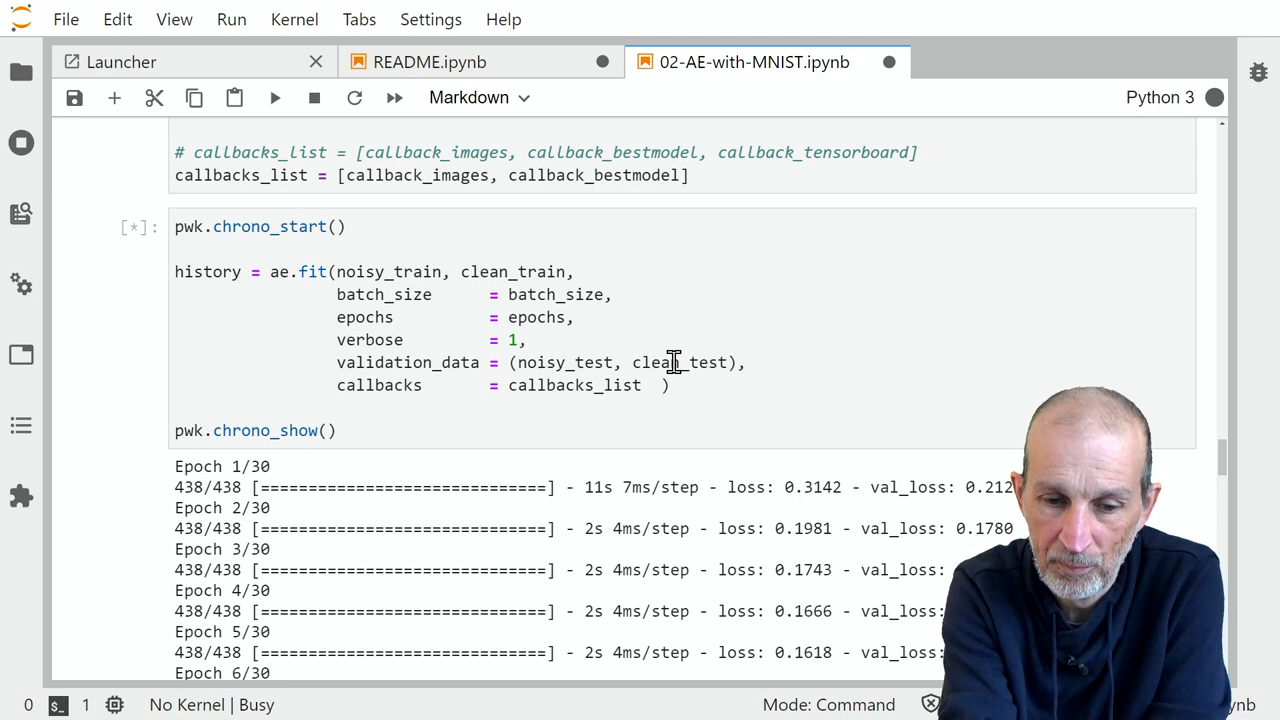 File Edit View Run Kernel Tabs Settings Help
Launcher README.ipynb 02-AE-with-MNIST.ipynb
Markdown Python 3
# callbacks_list = [callback_images, callback_bestmodel, callback_tensorboard]
callbacks_list = [callback_images, callback_bestmodel]
[*]: pwk.chrono_start()
history = ae.fit(noisy_train, clean_train,
batch_size = batch_size,
epochs = epochs,
verbose = 1,
validation_data = (noisy_test, clean_test),
callbacks = callbacks_list )
pwk.chrono_show()
Epoch 1/30
438/438 [==============================] - 11s 7ms/step - loss: 0.3142 - val_loss: 0.212
Epoch 2/30
438/438 [==============================] - 2s 4ms/step - loss: 0.1981 - val_loss: 0.1780
Epoch 3/30
438/438 [==============================] - 2s 4ms/step - loss: 0.1743 - val_loss:
Epoch 4/30
438/438 [==============================] - 2s 4ms/step - loss: 0.1666 - val_loss:
Epoch 5/30
438/438 [==============================] - 2s 4ms/step - loss: 0.1618 - val_loss:
Epoch 6/30
0 $_ 1 No Kernel | Busy Mode: Command ynb